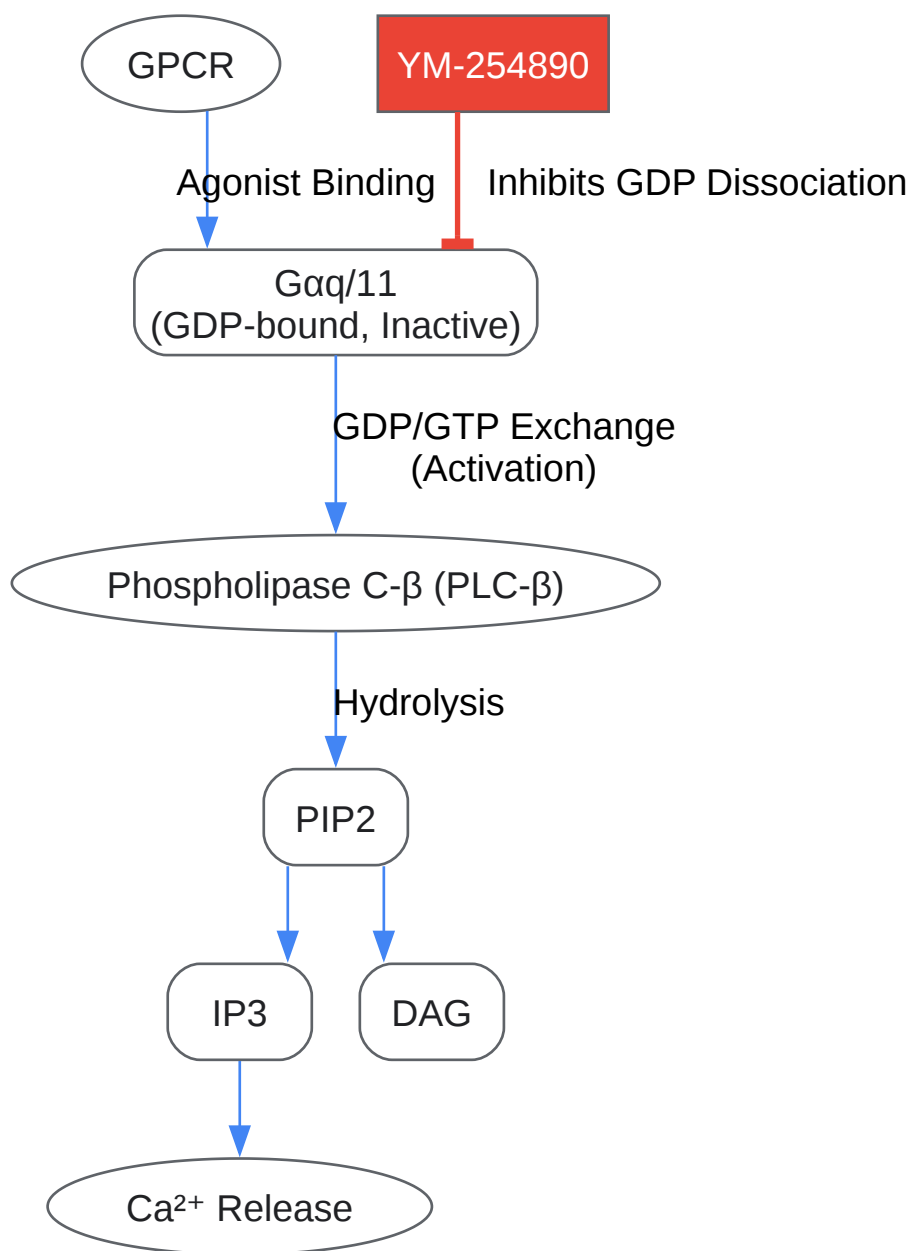 GPCR
YM-254890
Agonist Binding
Inhibits GDP Dissociation
Gαq/11
(GDP-bound, Inactive)
GDP/GTP Exchange
(Activation)
Phospholipase C-β (PLC-β)
Hydrolysis
PIP2
IP3
DAG
Ca²⁺ Release